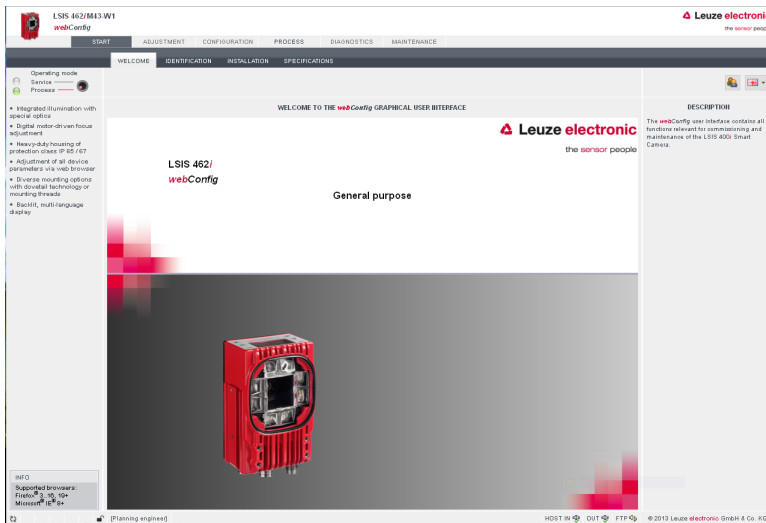 LSIS 462i/M43-W1
webConfig
Leuze electroni
the sensor peop
START ADJUSTMENT CONFIGURATION PROCESS DIAGNOSTICS MAINTENANCE
WELCOME IDENTIFICATION INSTALLATION SPECIFICATIONS
Operating mode
Service
Process
• Integrated illumination with
special optics
• Digital motor-driven focus
adjustment
• Heavy-duty housing of
protection class IP 65 / 67
• Adjustment of all device
parameters via web browser
• Diverse mounting options
with dovetail technology or
mounting threads
• Backlit, multi-language
display
WELCOME TO THE webConfig GRAPHICAL USER INTERFACE
Leuze electronic
the sensor people
LSIS 462i
webConfig
General purpose
DESCRIPTION
The webConfig user interface contains all
functions relevant for commissioning and
maintenance of the LSIS 400i Smart
Camera.
INFO
Supported browsers:
Firefox® 3..16, 19+
Microsoft® IE® 8+
[Planning engineer]
HOST IN OUT FTP
© 2013 Leuze electronic GmbH & Co. KG